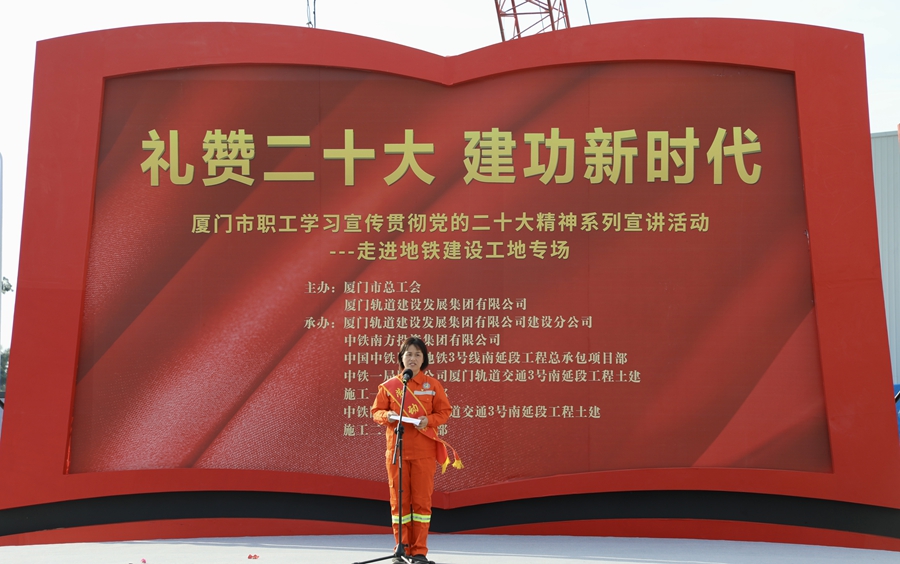 礼赞二十大 建功新时代
厦门市职工学习宣传贯彻党的二十大精神系列宣讲活动
---走进地铁建设工地专场
主办：厦门市总工会
厦门轨道建设发展集团有限公司
承办：厦门轨道建设发展集团有限公司建设分公司
中铁南方投资集团有限公司
中国中铁 地铁3号线南延段工程总承包项目部
中铁一局 公司厦门轨道交通3号南延段工程土建
施工 部
中铁 道交通3号南延段工程土建
施工二 部
动